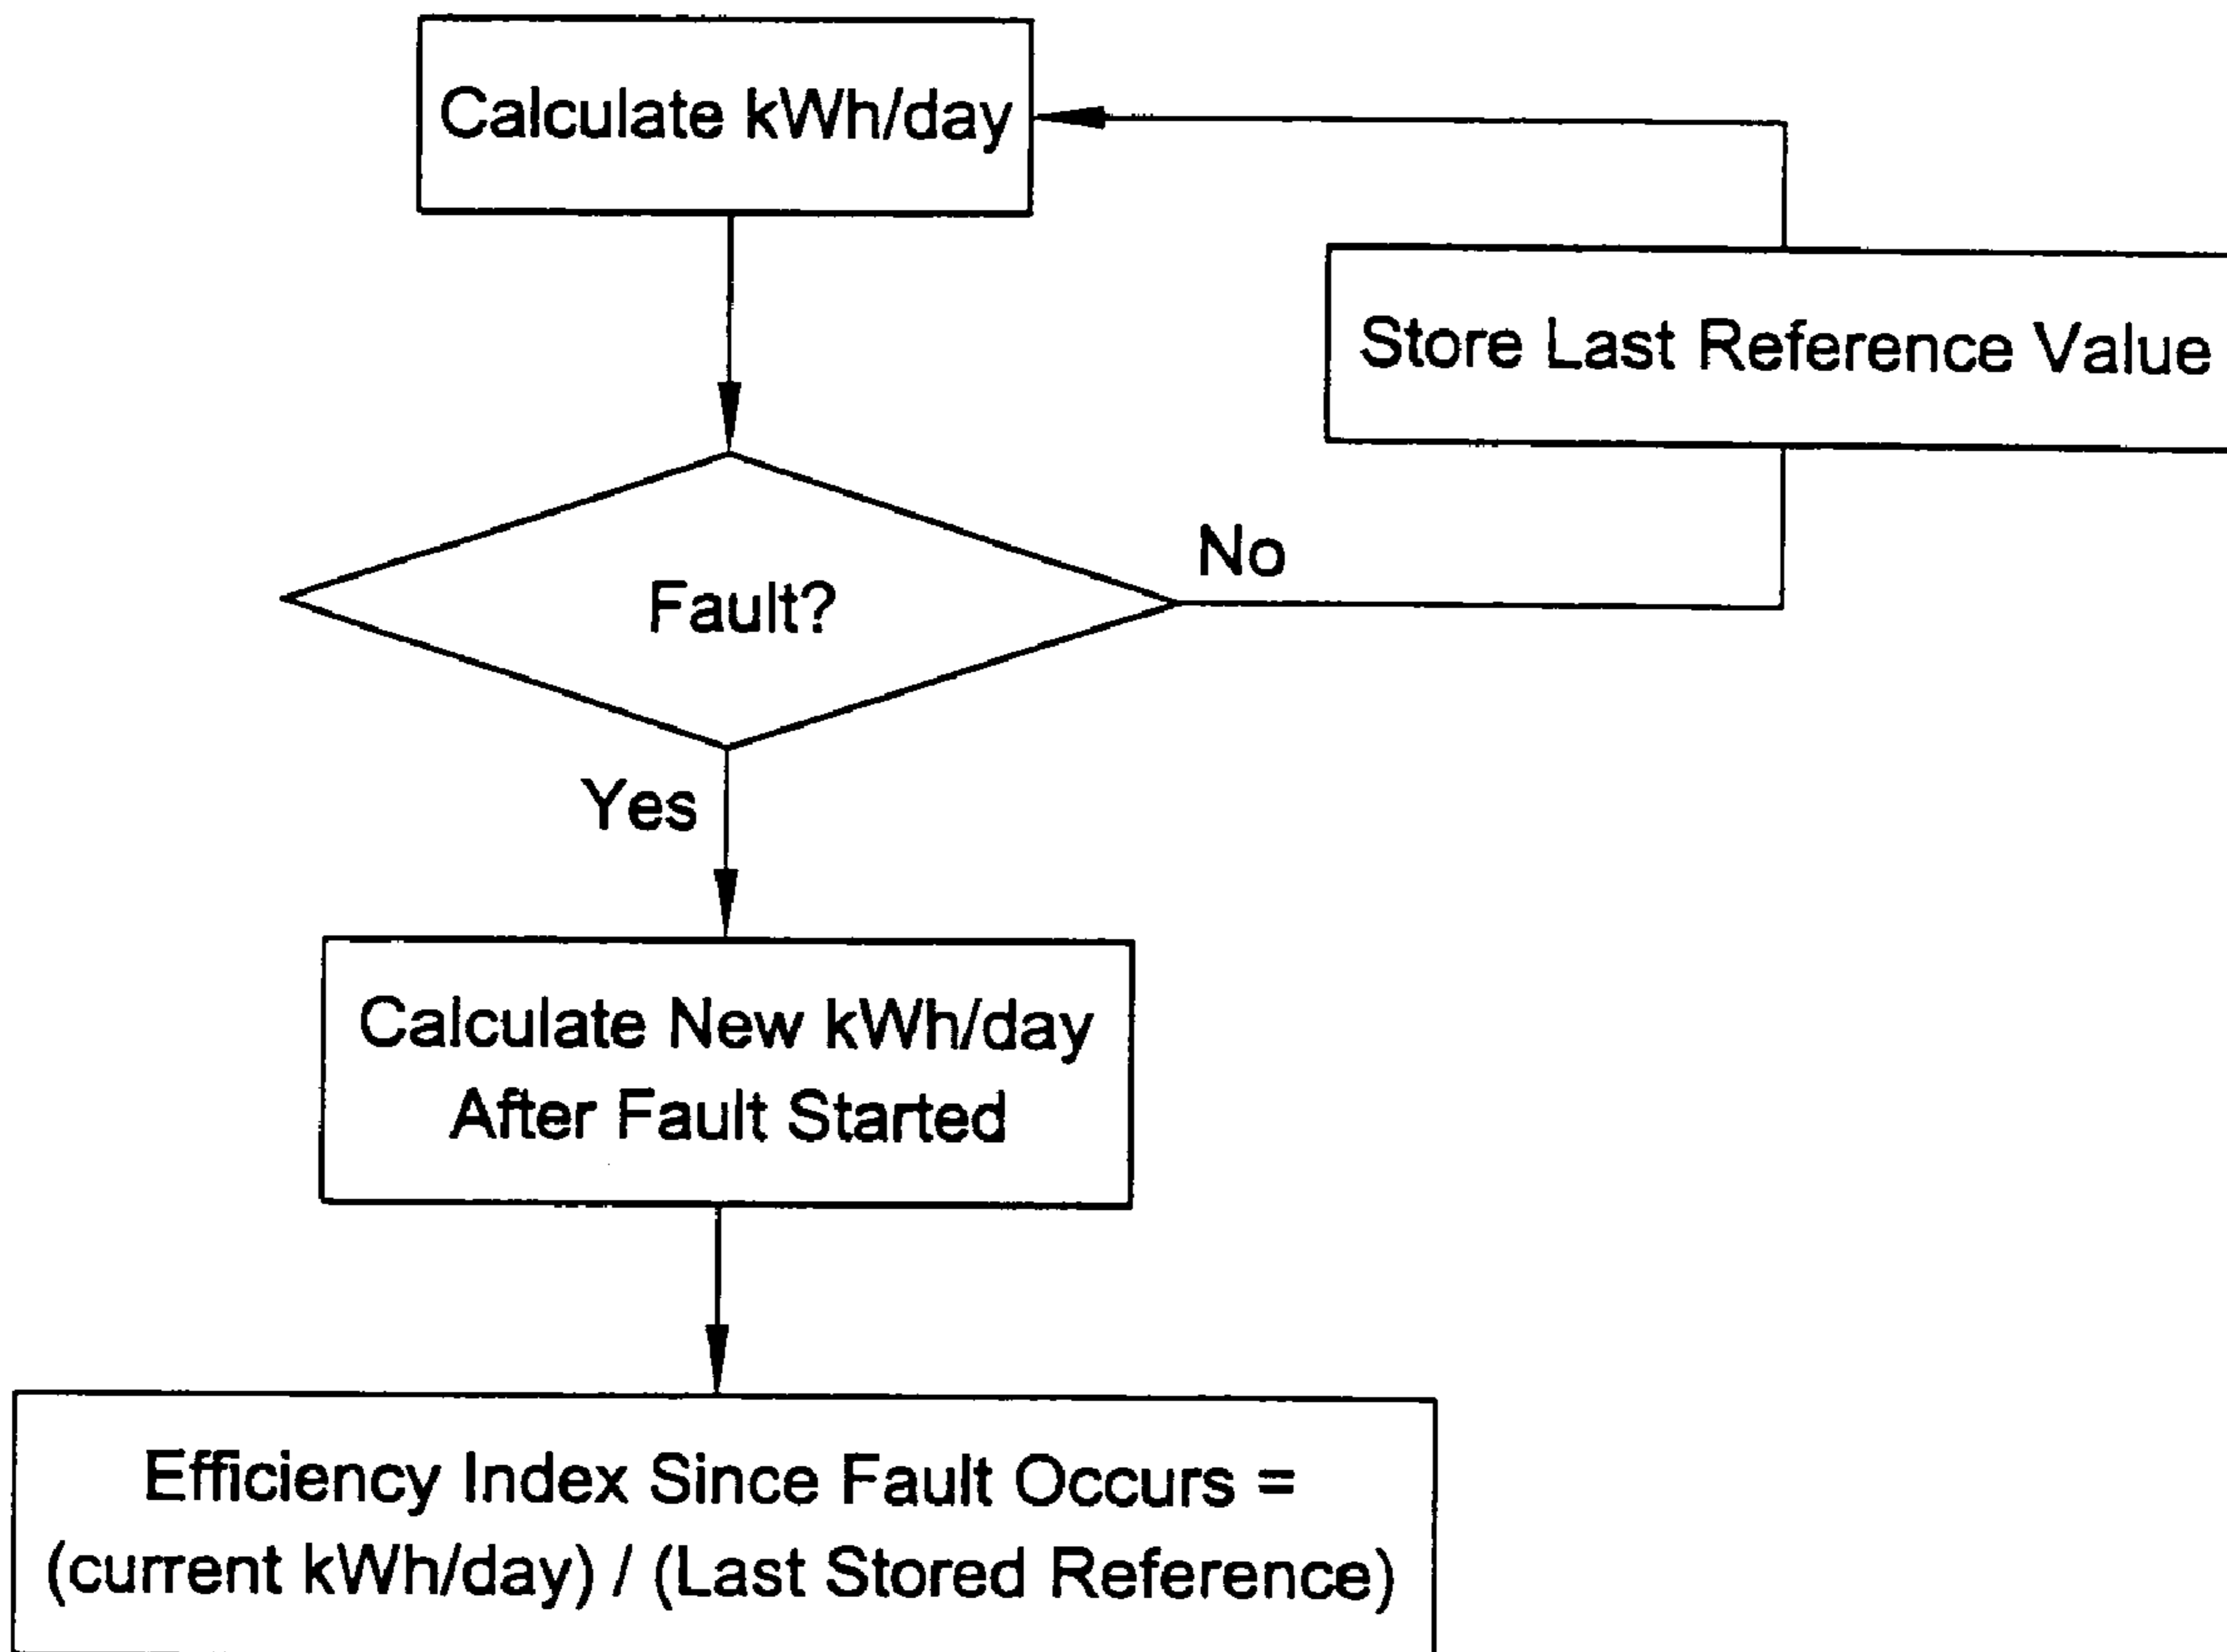 Calculate kWh/day
Store Last Reference Value
Fault?
No
Yes
Calculate New kWh/day
After Fault Started
Efficiency Index Since Fault Occurs =
(current kWh/day) / (Last Stored Reference)